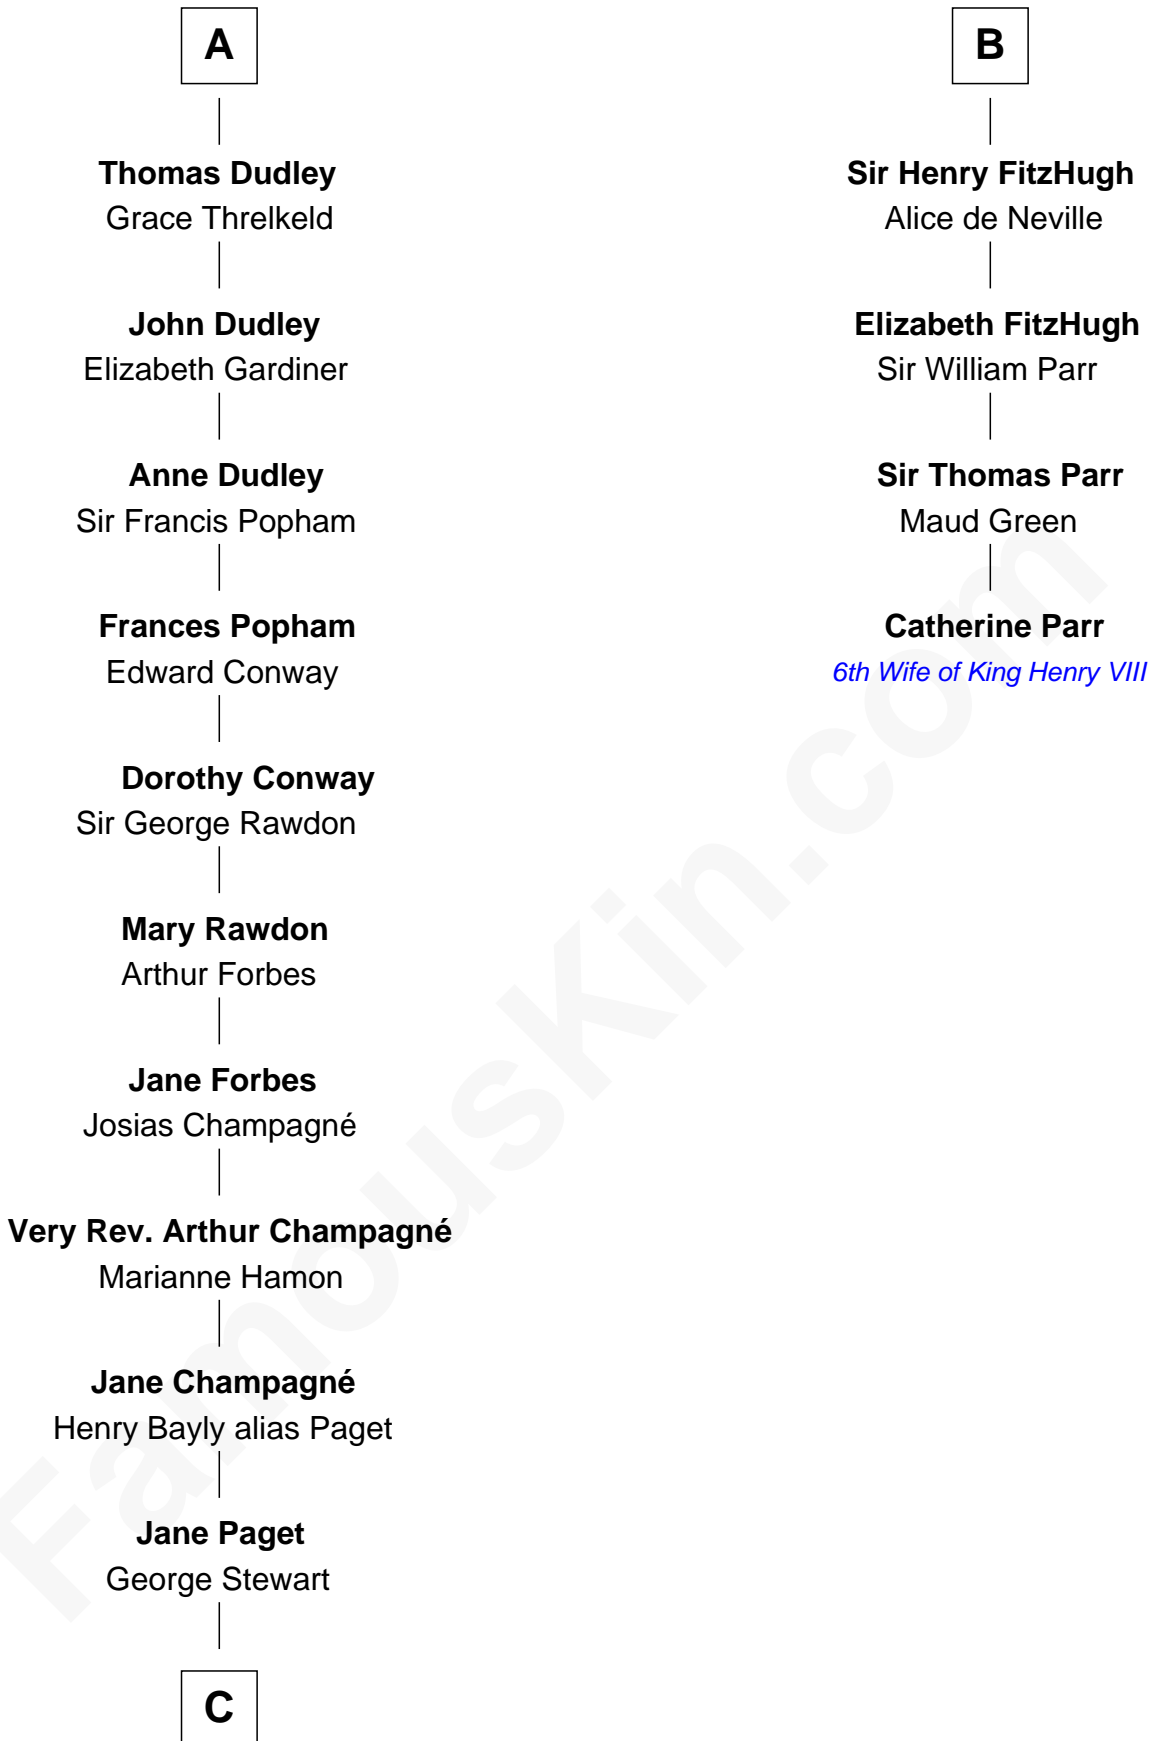 A
Thomas Dudley
Grace Threlkeld
John Dudley
Elizabeth Gardiner
Anne Dudley
Sir Francis Popham
Frances Popham
Edward Conway
Dorothy Conway
Sir George Rawdon
Mary Rawdon
Arthur Forbes
Jane Forbes
Josias Champagné
Very Rev. Arthur Champagné
Marianne Hamon
Jane Champagné
Henry Bayly alias Paget
Jane Paget
George Stewart
C
B
Sir Henry FitzHugh
Alice de Neville
Elizabeth FitzHugh
Sir William Parr
Sir Thomas Parr
Maud Green
Catherine Parr
6th Wife of King Henry VIII
FamousKin.com